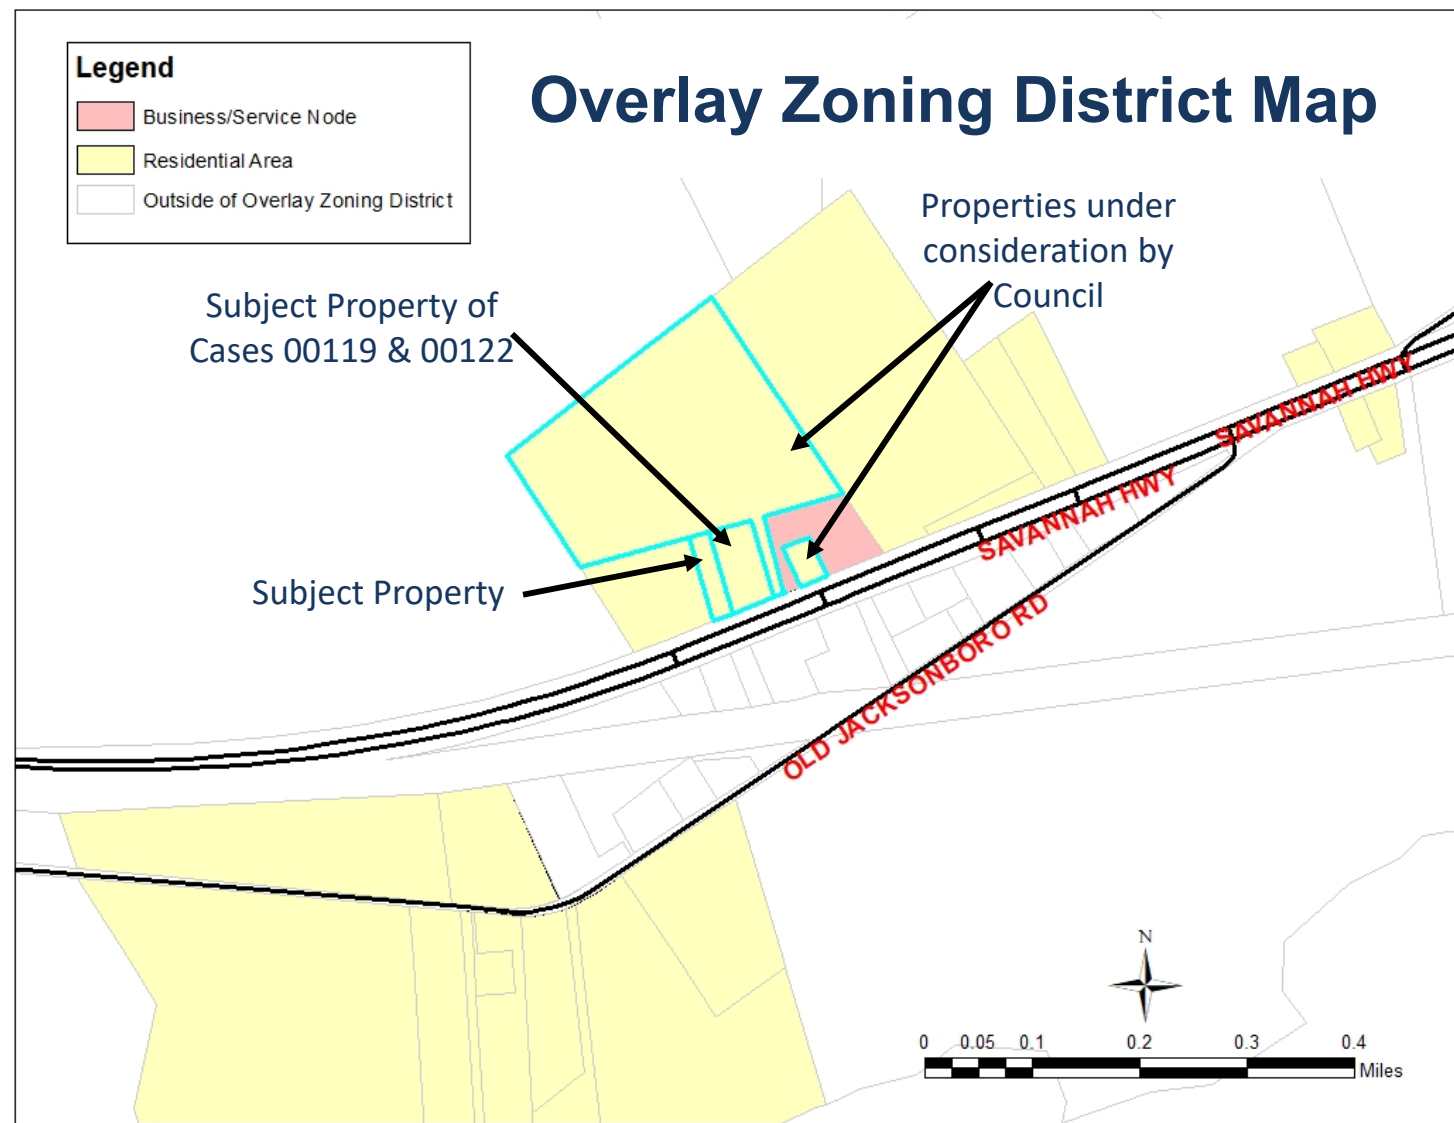 Legend
Business/Service Node
Residential Area
Outside of Overlay Zoning District
Overlay Zoning District Map
Properties under
consideration by
Council
Subject Property of
Cases 00119 & 00122
Subject Property
SAVANNAH HWY
SAVANNAH HWY
OLD JACKSONBORO RD
N
0 0.05 0.1 0.2 0.3 0.4
Miles